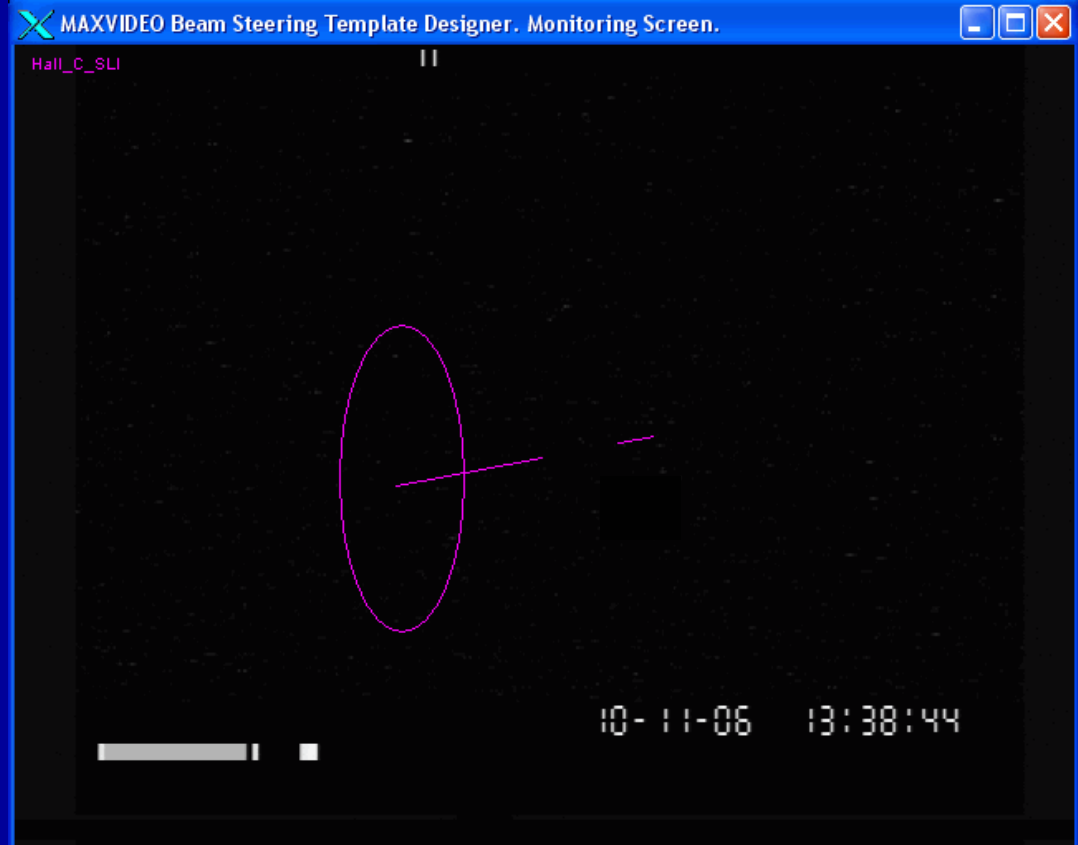 MAXVIDEO Beam Steering Template Designer. Monitoring Screen.
Hall_C_SLI
10-11-06 13:38:44